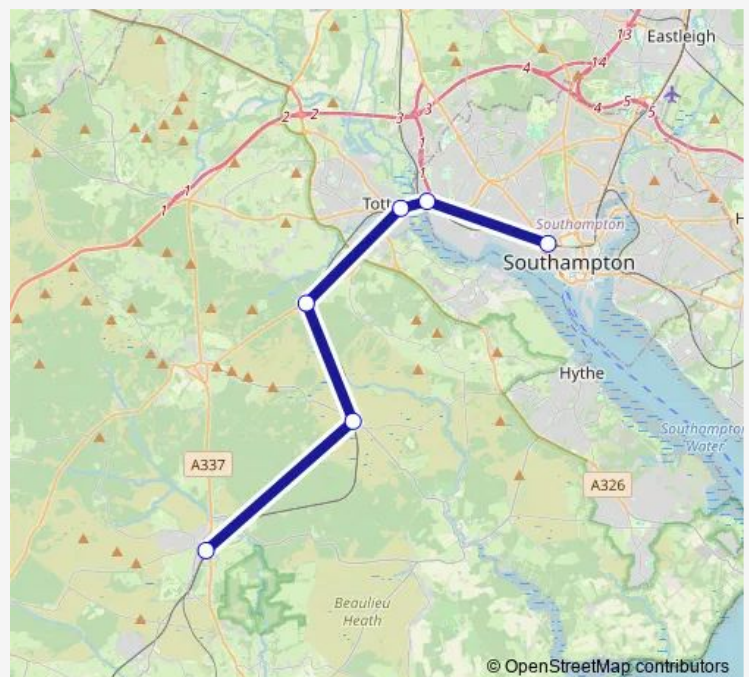 Eastleigh
13
14
4
4
5
5
3
3
2
2
1
1
1
1
Tott
Southampton
Southampton
Hythe
Southampton
Water
A337
A326
Beaulieu
Heath
© OpenStreetMap contributors